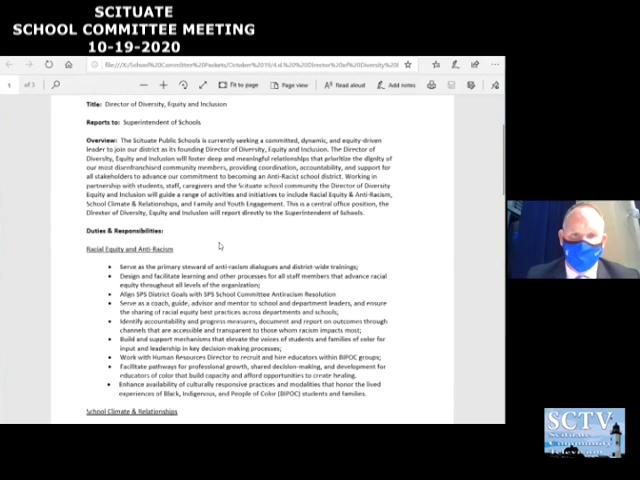 SCITUATE
SCHOOL COMMITTEE MEETING
10-19-2020
1 of 3
Fit to page
Page view
Read aloud
Add notes
Title: Director of Diversity, Equity and Inclusion
Reports to: Superintendent of Schools
Overview: The Scituate Public Schools is currently seeking a committed, dynamic, and equity-driven
leader to join our district as its founding Director of Diversity, Equity and Inclusion. The Director of
Diversity, Equity and Inclusion will foster deep and meaningful relationships that prioritize the dignity of
our most disenfranchised community members, providing coordination, accountability, and support for
all stakeholders to advance our commitment to becoming an Anti-Racist school district. Working in
partnership with students, staff, caregivers and the Scituate school community the Director of Diversity
Equity and Inclusion will guide a range of activities and initiatives to include Racial Equity & Anti-Racism,
School Climate & Relationships, and Family and Youth Engagement. This is a central office position, the
Director of Diversity, Equity and Inclusion will report directly to the Superintendent of Schools.
Duties & Responsibilities:
Racial Equity and Anti-Racism
• Serve as the primary steward of anti-racism dialogues and district-wide trainings;
• Design and facilitate learning and other processes for all staff members that advance racial
equity throughout all levels of the organization;
• Align SPS District Goals with SPS School Committee Antiracism Resolution
• Serve as a coach, guide, advisor and mentor to school and department leaders, and ensure
the sharing of racial equity best practices across departments and schools;
• Identify accountability and progress measures, document and report on outcomes through
channels that are accessible and transparent to those whom racism impacts most;
• Build and support mechanisms that elevate the voices of students and families of color for
input and leadership in key decision-making processes;
• Work with Human Resources Director to recruit and hire educators within BIPOC groups;
• Facilitate pathways for professional growth, shared decision-making, and development for
educators of color that build capacity and afford opportunities to create healing.
• Enhance availability of culturally responsive practices and modalities that honor the lived
experiences of Black, Indigenous, and People of Color (BIPOC) students and families.
School Climate & Relationships
SCTV
Scituate
Community
Television